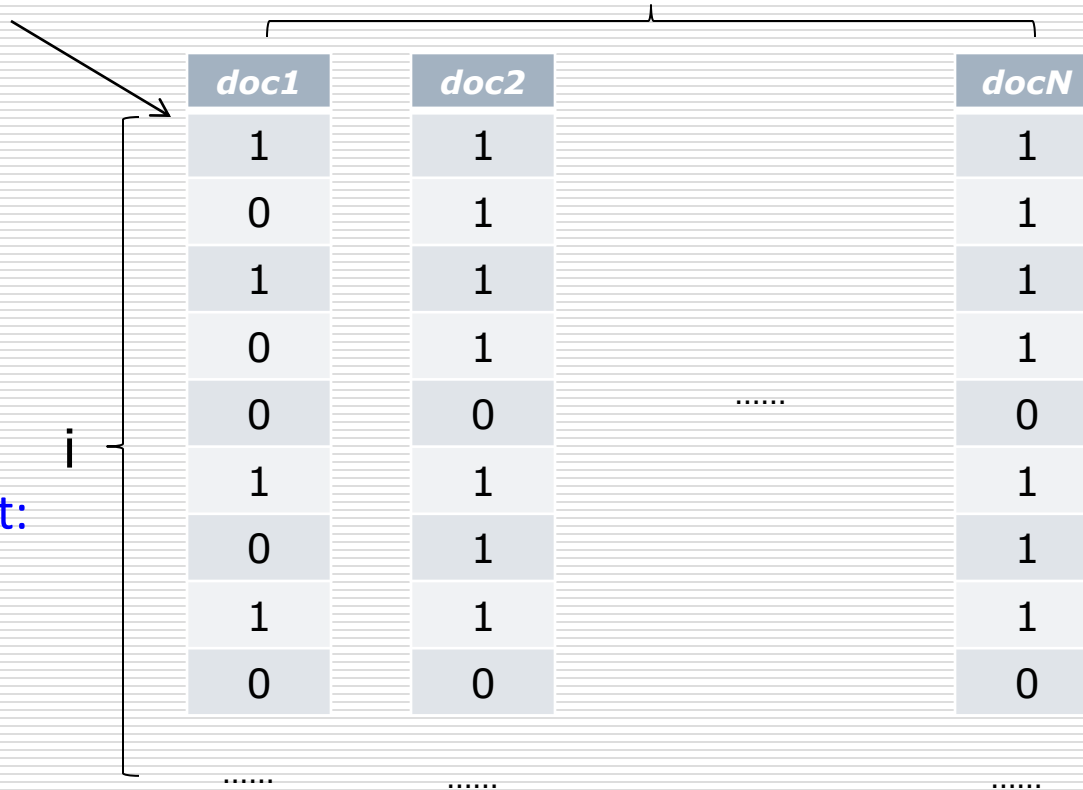 doc1 doc2 docN
1 1 1
0 1 1
1 1 1
0 1 1
0 0 ...... 0
i
1 1 1
t:
0 1 1
1 1 1
0 0 0
...... ...... ......